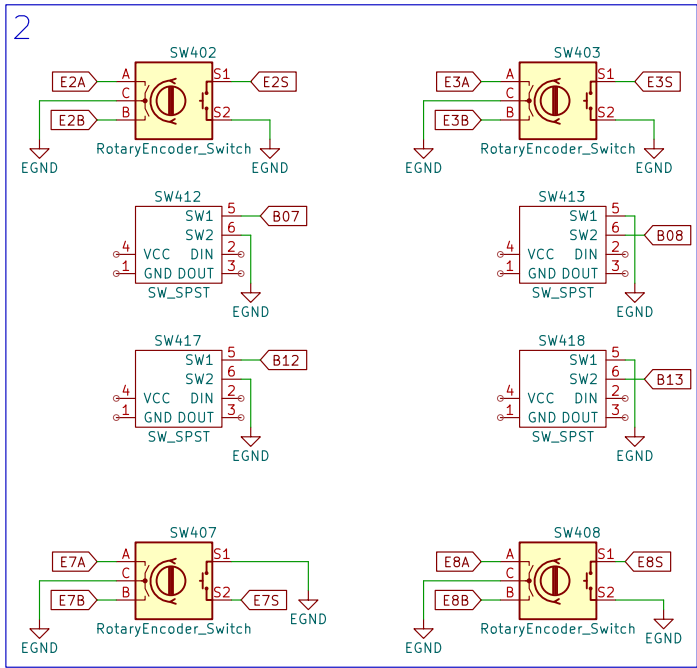 2
SW402 SW403
E2A A S1 E2S E3A A S1 E3S
C C
E2B B S2 E3B B S2
RotaryEncoder_Switch RotaryEncoder_Switch
EGND EGND EGND EGND
SW412 SW413
SW1 5 B07 SW1 5
SW2 6 SW2 6 B08
4 VCC DIN 2 4 VCC DIN 2
1 GND DOUT 3 1 GND DOUT 3
SW_SPST SW_SPST
EGND EGND
SW417 SW418
SW1 5 B12 SW1 5
SW2 6 SW2 6 B13
4 VCC DIN 2 4 VCC DIN 2
1 GND DOUT 3 1 GND DOUT 3
SW_SPST SW_SPST
EGND EGND
SW407 SW408
E7A A S1 E8A A S1 E8S
C C
E7B B S2 E7S E8B B S2
EGND EGND
RotaryEncoder_Switch RotaryEncoder_Switch
EGND EGND